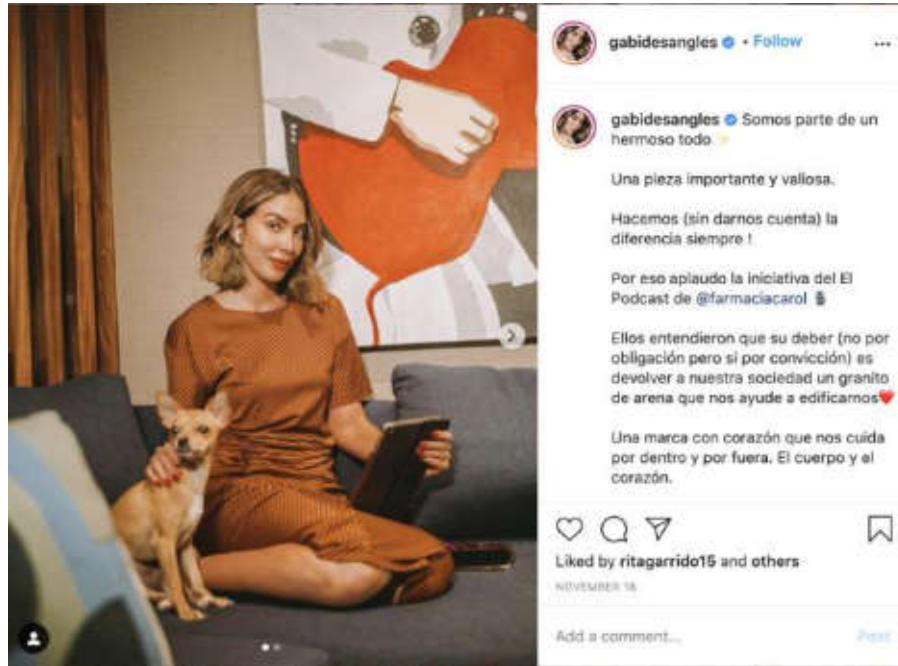 gabidesangles • Follow
gabidesangles Somos parte de un
hermoso todo ✨
Una pieza importante y valiosa.
Hacemos (sin darnos cuenta) la
diferencia siempre !
Por eso aplaudo la iniciativa del El
Podcast de @farmaciacarol 🎙
Ellos entendieron que su deber (no por
obligación pero si por convicción) es
devolver a nuestra sociedad un granito
de arena que nos ayude a edificarnos❤
Una marca con corazón que nos cuida
por dentro y por fuera. El cuerpo y el
corazón.
Liked by ritagarrido15 and others
NOVEMBER 18
Add a comment...
Post